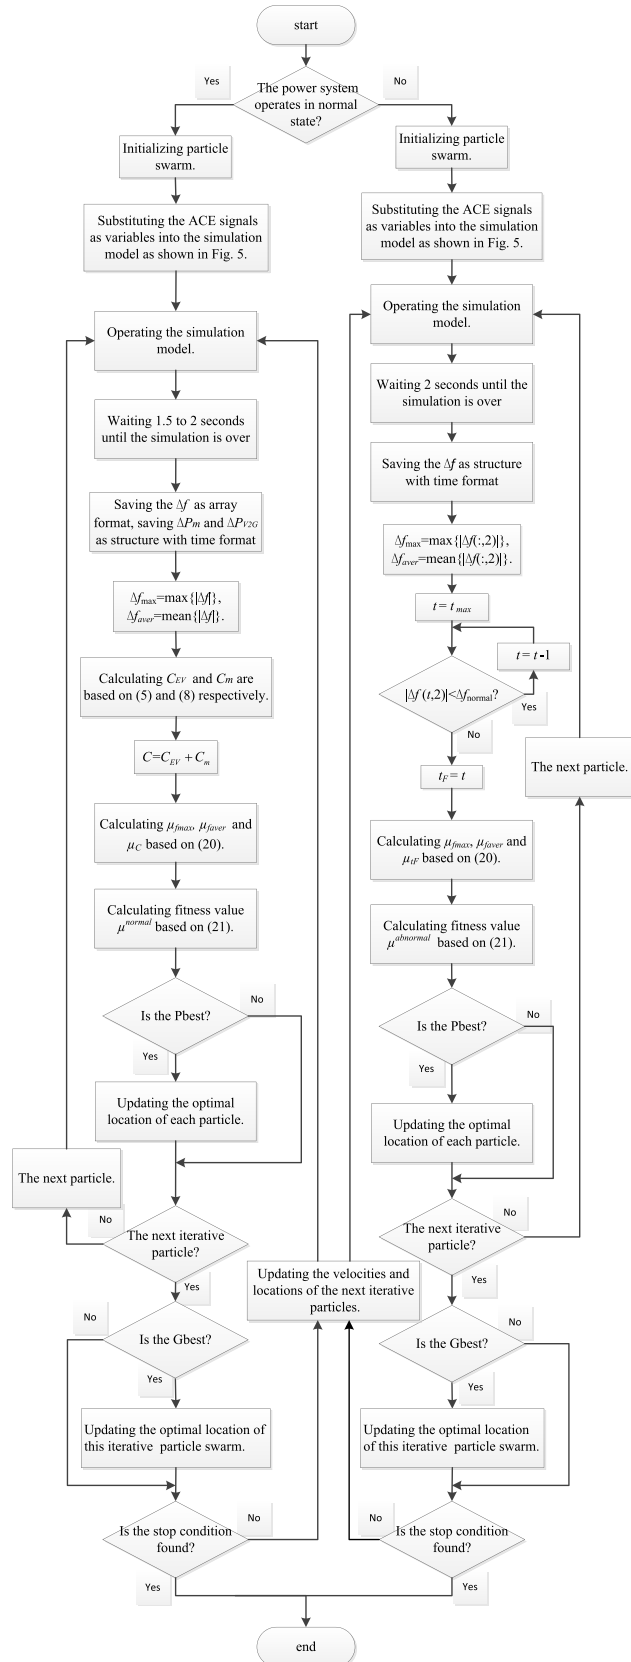 start
Yes
The power system
operates in normal
state?
No
Initializing particle
swarm.
Substituting the ACE signals
as variables into the simulation
model as shown in Fig. 5.
Operating the simulation
model.
Waiting 1.5 to 2 seconds
until the simulation is over
Saving the Δf as array
format, saving ΔPm and ΔPV2G
as structure with time format
Δfmax=max{|Δf|},
Δfaver=mean{|Δf|}.
Calculating CEV and Cm are
based on (5) and (8) respectively.
C=CEV + Cm
Calculating μfmax, μfaver and
μC based on (20).
Calculating fitness value
μnormal based on (21).
Is the Pbest?
No
Yes
Updating the optimal
location of each particle.
The next particle.
No
The next iterative
particle?
Yes
No
Is the Gbest?
Yes
Updating the optimal location of
this iterative particle swarm.
Is the stop condition
found?
No
Yes
Initializing particle
swarm.
Substituting the ACE signals
as variables into the simulation
model as shown in Fig. 5.
Operating the simulation
model.
Waiting 2 seconds until the
simulation is over
Saving the Δf as structure
with time format
Δfmax=max{|Δf(:,2)|},
Δfaver=mean{|Δf(:,2)|}.
t = tmax
t = t-1
|Δf (t,2)|<Δfnormal?
Yes
No
tF = t
The next particle.
Calculating μfmax, μfaver and
μtF based on (20).
Calculating fitness value
μabnormal based on (21).
Is the Pbest?
No
Yes
Updating the optimal
location of each particle.
The next iterative
particle?
No
Yes
Updating the velocities and
locations of the next iterative
particles.
Is the Gbest?
No
Yes
Updating the optimal location
of this iterative particle swarm.
No
Is the stop condition
found?
Yes
end